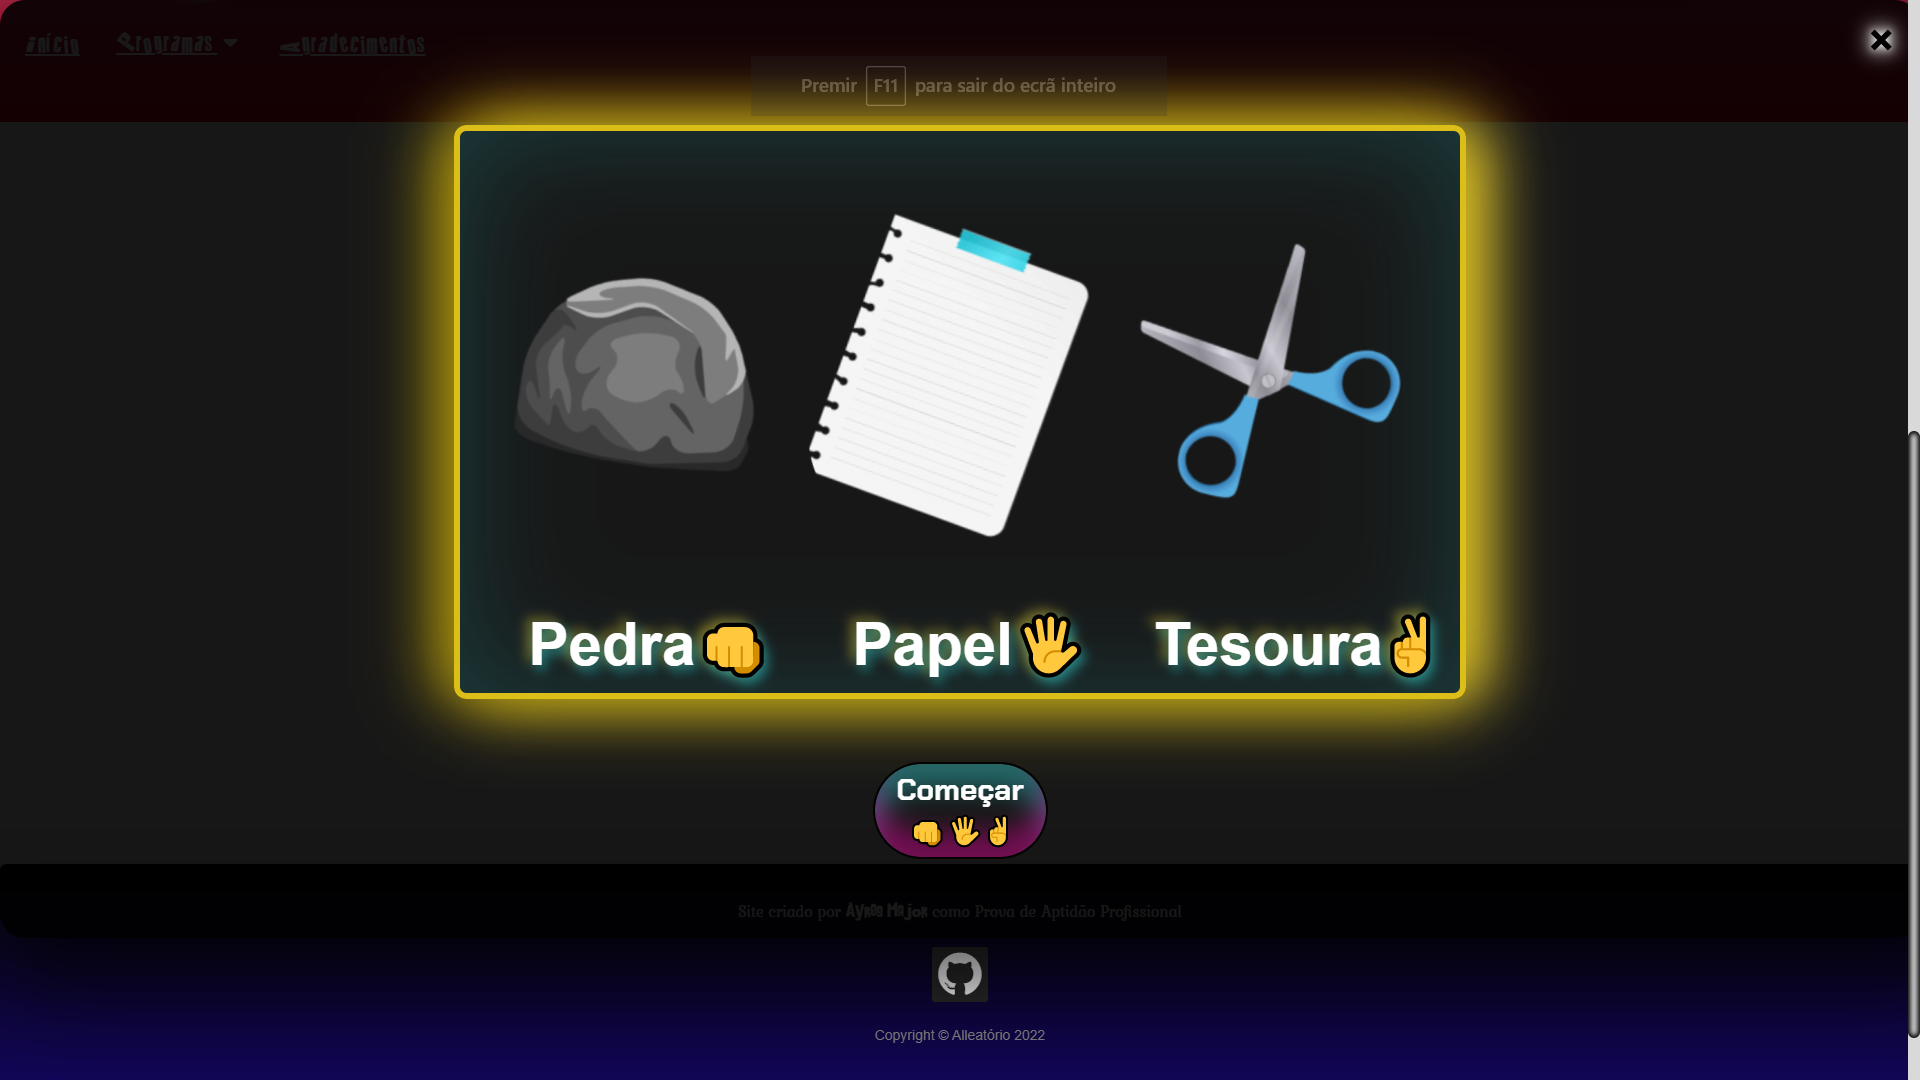 Início Programas Agradecimentos
Premir F11 para sair do ecrã inteiro
Pedra👊 Papel🖐 Tesoura✌
Começar
👊🖐✌
Site criado por Ayros Major como Prova de Aptidão Profissional
Copyright © Alleatório 2022